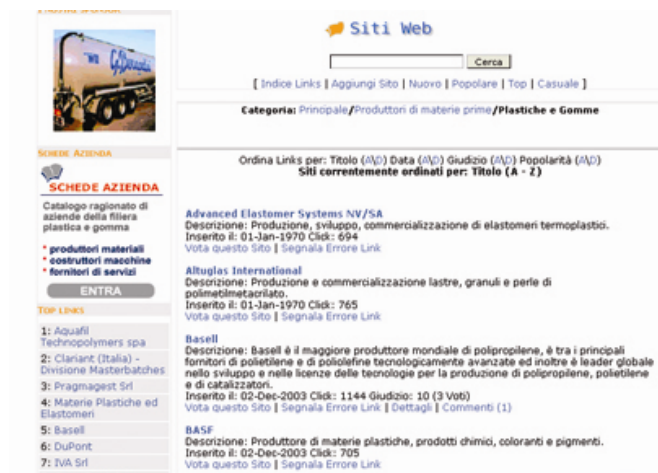 Siti Web
Cerca
[ Indice Links | Aggiungi Sito | Nuovo | Popolare | Top | Casuale ]
Categoria: Principale/Produttori di materie prime/Plastiche e Gomme
SCHEDE AZIENDA
SCHEDE AZIENDA
Catalogo ragionato di
aziende della filiera
plastica e gomma
* produttori materiali
* costruttori macchine
* fornitori di servizi
ENTRA
TOP LINKS
1: Aquafil
Technopolymers spa
2: Clariant (Italia) -
Divisione Masterbatches
3: Pragmagest Srl
4: Materie Plastiche ed
Elastomeri
5: Basell
6: DuPont
7: IVA Srl
Ordina Links per: Titolo (A\D) Data (A\D) Giudizio (A\D) Popolarità (A\D)
Siti correntemente ordinati per: Titolo (A - Z)
Advanced Elastomer Systems NV/SA
Descrizione: Produzione, sviluppo, commercializzazione di elastomeri termoplastici.
Inserito il: 01-Jan-1970 Click: 694
Vota questo Sito | Segnala Errore Link
Altuglas International
Descrizione: Produzione e commercializzazione lastre, granuli e perle di
polimetilmetacrilato.
Inserito il: 01-Jan-1970 Click: 765
Vota questo Sito | Segnala Errore Link
Basell
Descrizione: Basell è il maggiore produttore mondiale di polipropilene, è tra i principali
fornitori di polietilene e di poliolefine tecnologicamente avanzate ed inoltre è leader globale
nello sviluppo e nelle licenze delle tecnologie per la produzione di polipropilene, polietilene
e di catalizzatori.
Inserito il: 02-Dec-2003 Click: 1144 Giudizio: 10 (3 Voti)
Vota questo Sito | Segnala Errore Link | Dettagli | Commenti (1)
BASF
Descrizione: Produttore di materie plastiche, prodotti chimici, coloranti e pigmenti.
Inserito il: 02-Dec-2003 Click: 705
Vota questo Sito | Segnala Errore Link